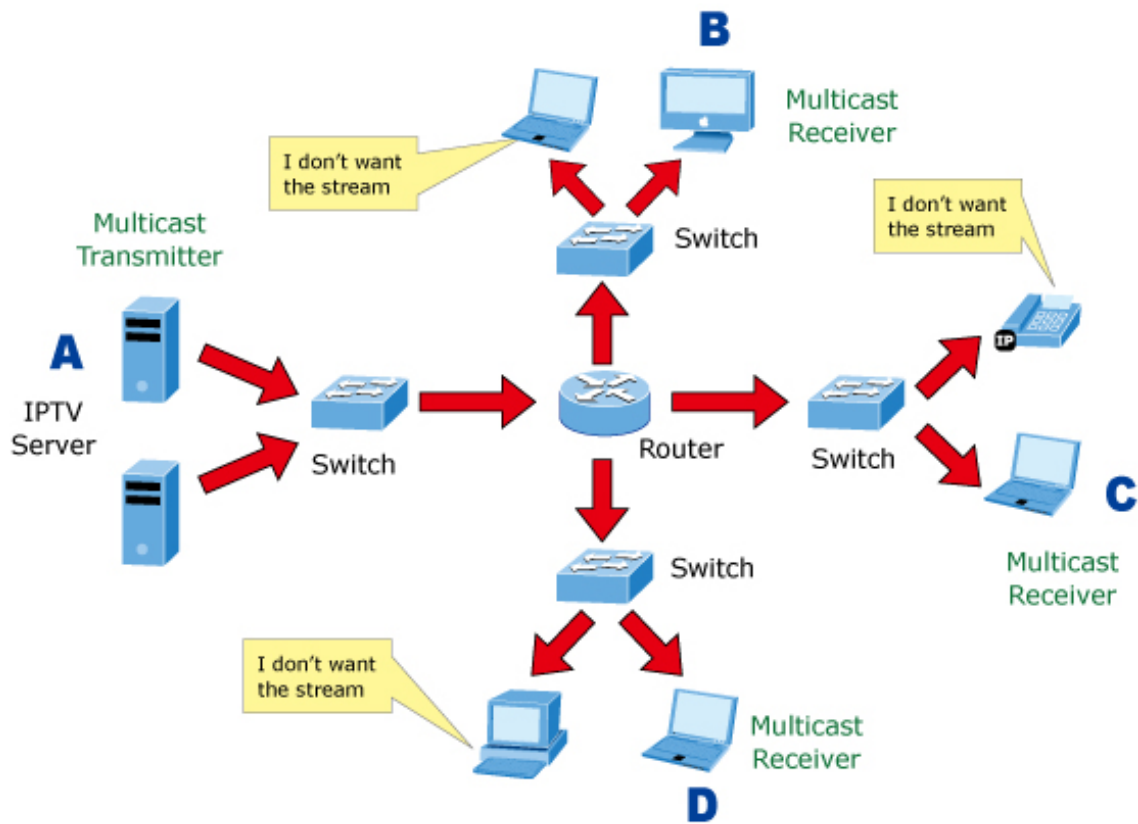 B
Multicast
Receiver
I don't want
the stream
Switch
I don't want
the stream
Multicast
Transmitter
A
IPTV
Server
Switch
Router
Switch
IP
C
Multicast
Receiver
Switch
I don't want
the stream
Multicast
Receiver
D